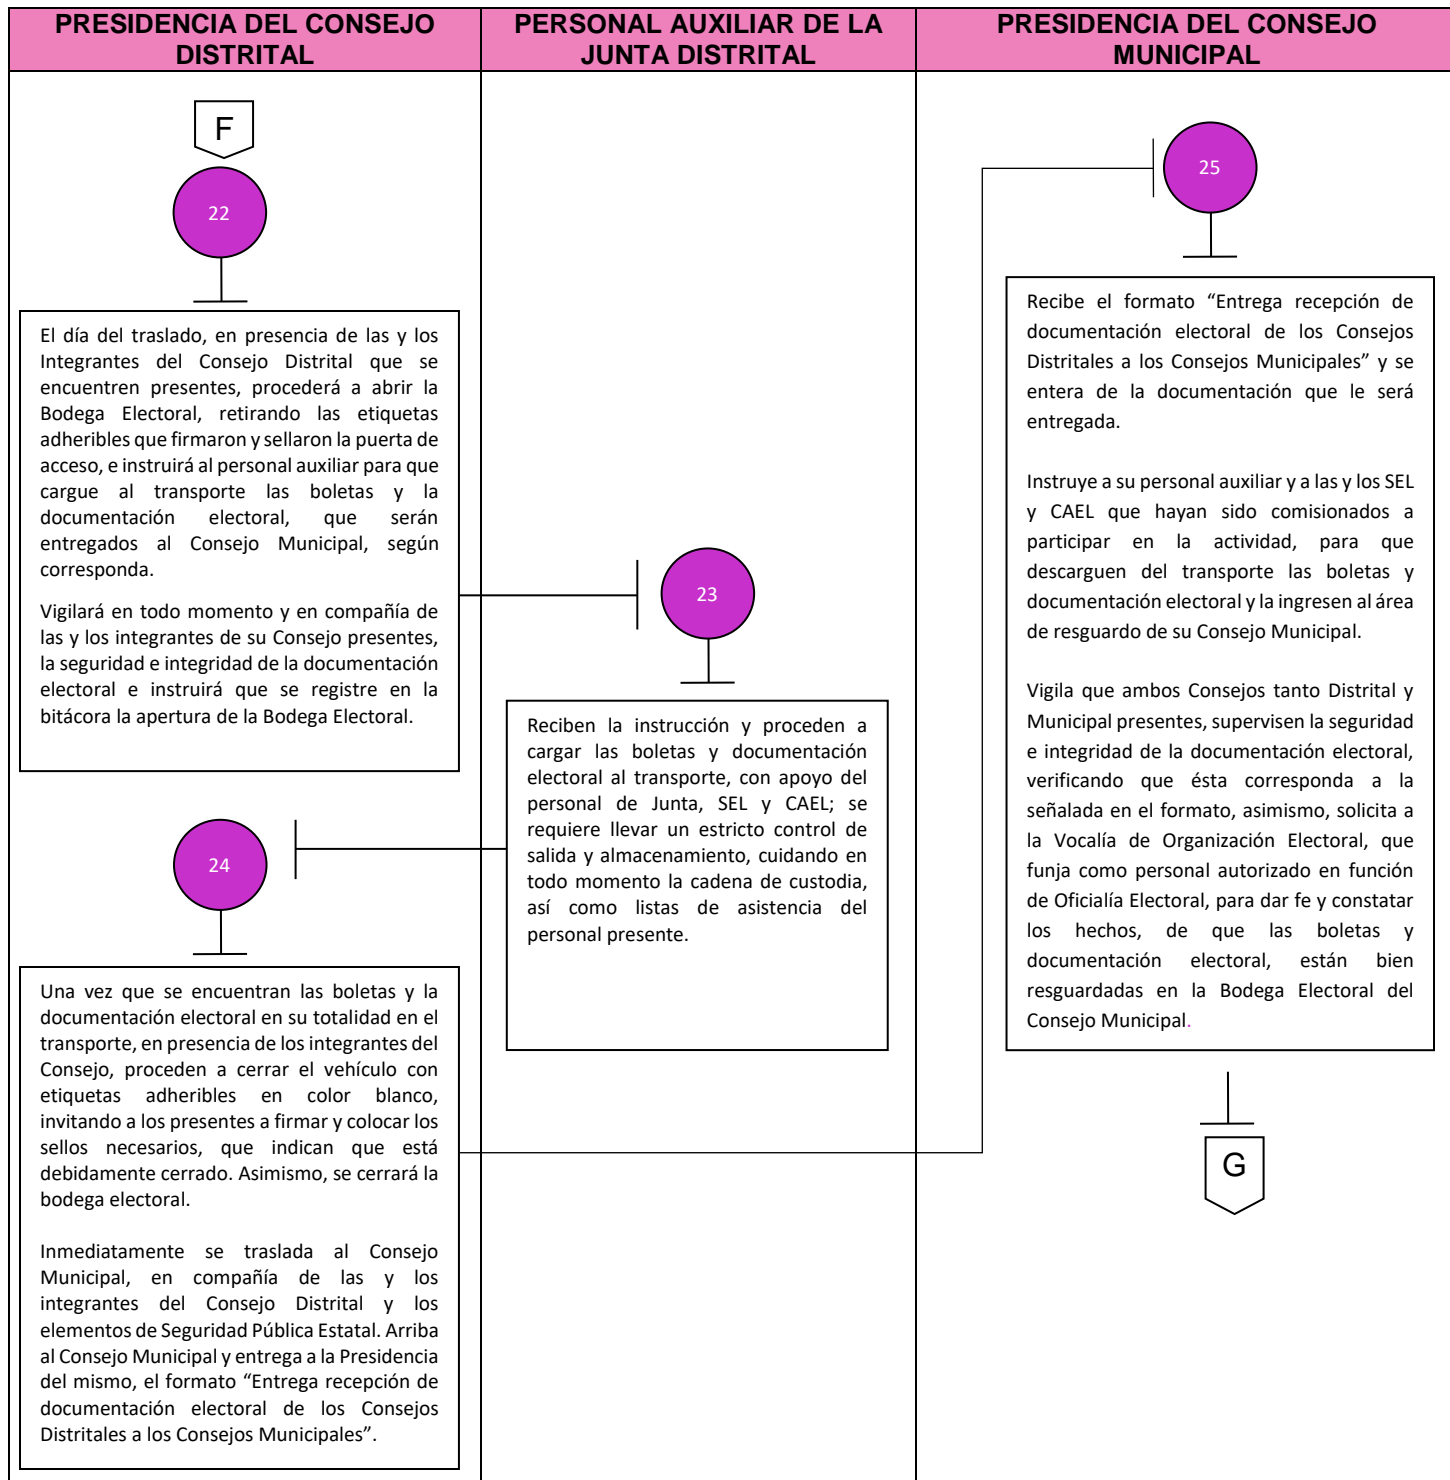 PRESIDENCIA DEL CONSEJO
DISTRITAL
PERSONAL AUXILIAR DE LA
JUNTA DISTRITAL
PRESIDENCIA DEL CONSEJO
MUNICIPAL
F
22
El día del traslado, en presencia de las y los
Integrantes del Consejo Distrital que se
encuentren presentes, procederá a abrir la
Bodega Electoral, retirando las etiquetas
adheribles que firmaron y sellaron la puerta de
acceso, e instruirá al personal auxiliar para que
cargue al transporte las boletas y la
documentación electoral, que serán
entregados al Consejo Municipal, según
corresponda.
Vigilará en todo momento y en compañía de
las y los integrantes de su Consejo presentes,
la seguridad e integridad de la documentación
electoral e instruirá que se registre en la
bitácora la apertura de la Bodega Electoral.
23
Reciben la instrucción y proceden a
cargar las boletas y documentación
electoral al transporte, con apoyo del
personal de Junta, SEL y CAEL; se
requiere llevar un estricto control de
salida y almacenamiento, cuidando en
todo momento la cadena de custodia,
así como listas de asistencia del
personal presente.
24
Una vez que se encuentran las boletas y la
documentación electoral en su totalidad en el
transporte, en presencia de los integrantes del
Consejo, proceden a cerrar el vehículo con
etiquetas adheribles en color blanco,
invitando a los presentes a firmar y colocar los
sellos necesarios, que indican que está
debidamente cerrado. Asimismo, se cerrará la
bodega electoral.
Inmediatamente se traslada al Consejo
Municipal, en compañía de las y los
integrantes del Consejo Distrital y los
elementos de Seguridad Pública Estatal. Arriba
al Consejo Municipal y entrega a la Presidencia
del mismo, el formato “Entrega recepción de
documentación electoral de los Consejos
Distritales a los Consejos Municipales”.
25
Recibe el formato “Entrega recepción de
documentación electoral de los Consejos
Distritales a los Consejos Municipales” y se
entera de la documentación que le será
entregada.
Instruye a su personal auxiliar y a las y los SEL
y CAEL que hayan sido comisionados a
participar en la actividad, para que
descarguen del transporte las boletas y
documentación electoral y la ingresen al área
de resguardo de su Consejo Municipal.
Vigila que ambos Consejos tanto Distrital y
Municipal presentes, supervisen la seguridad
e integridad de la documentación electoral,
verificando que ésta corresponda a la
señalada en el formato, asimismo, solicita a
la Vocalía de Organización Electoral, que
funja como personal autorizado en función
de Oficialía Electoral, para dar fe y constatar
los hechos, de que las boletas y
documentación electoral, están bien
resguardadas en la Bodega Electoral del
Consejo Municipal.
G